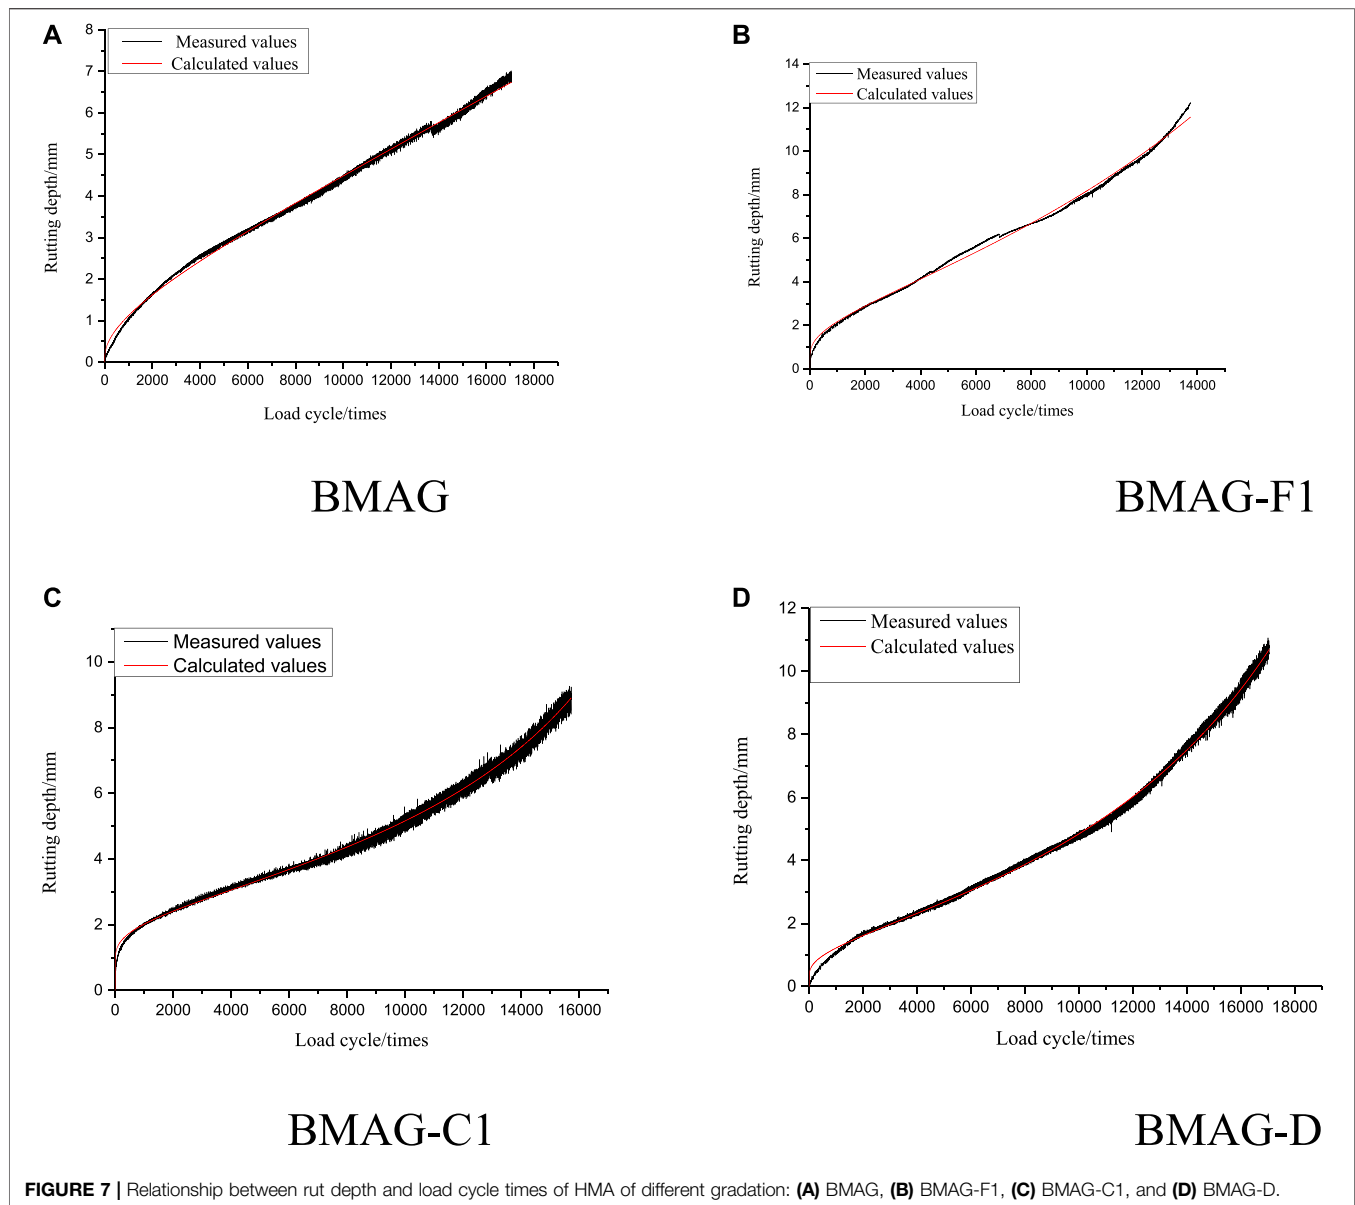 A
8
7
6
5
4
3
2
1
0
Rutting depth/mm
Measured values
Calculated values
0 2000 4000 6000 8000 10000 12000 14000 16000 18000
Load cycle/times
BMAG
B
14
12
10
8
6
4
2
0
Rutting depth/mm
Measured values
Calculated values
0 2000 4000 6000 8000 10000 12000 14000
Load cycle/times
BMAG-F1
C
10
8
6
4
2
0
Rutting depth/mm
Measured values
Calculated values
0 2000 4000 6000 8000 10000 12000 14000 16000
Load cycle/times
BMAG-C1
D
12
10
8
6
4
2
0
Rutting depth/mm
Measured values
Calculated values
0 2000 4000 6000 8000 10000 12000 14000 16000 18000
Load cycle/times
BMAG-D
FIGURE 7 | Relationship between rut depth and load cycle times of HMA of different gradation: (A) BMAG, (B) BMAG-F1, (C) BMAG-C1, and (D) BMAG-D.